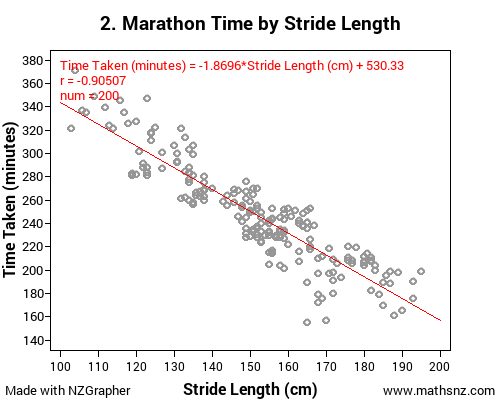 2. Marathon Time by Stride Length
Time Taken (minutes) = -1.8696*Stride Length (cm) + 530.33
r = -0.90507
num = 200
Time Taken (minutes)
380
360
340
320
300
280
260
240
220
200
180
160
140
100 110 120 130 140 150 160 170 180 190 200
Stride Length (cm)
Made with NZGrapher
www.mathsnz.com